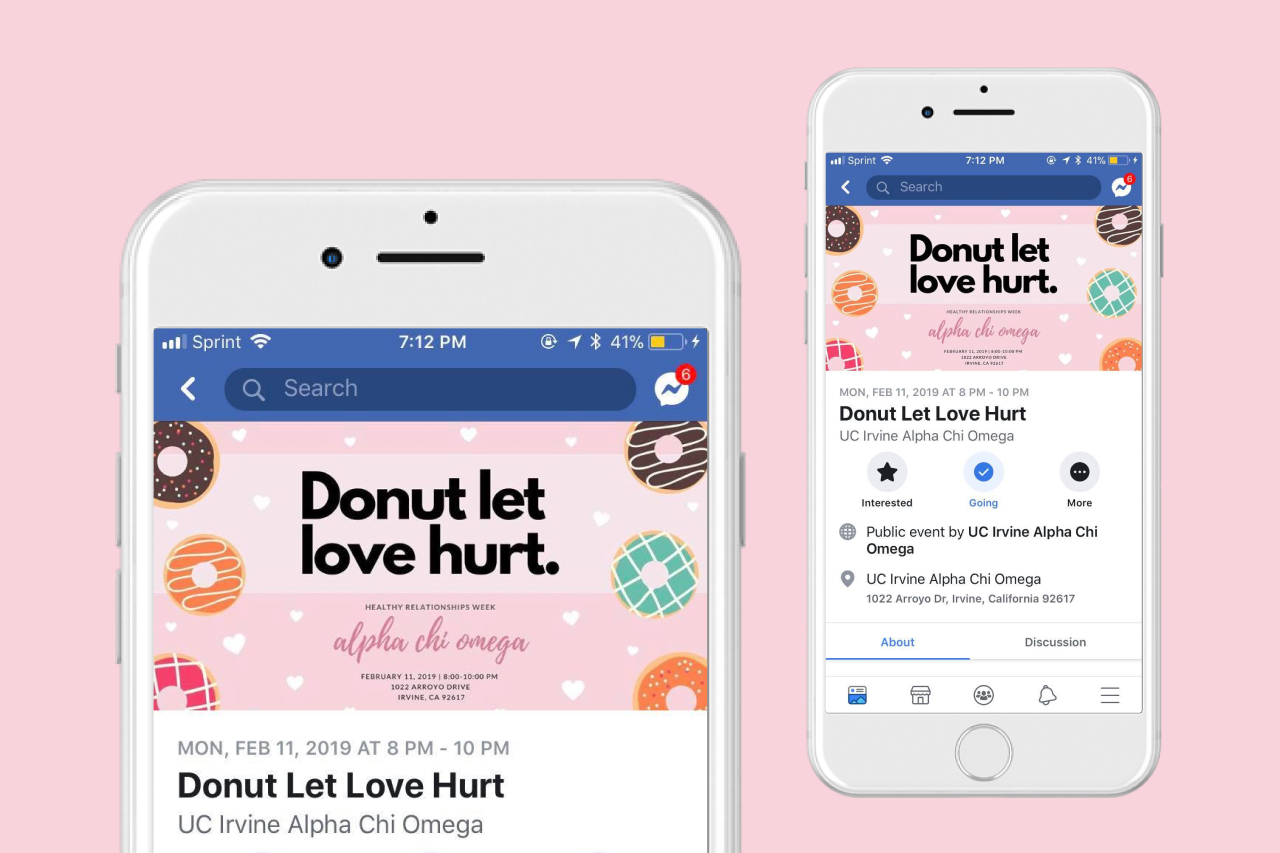 Sprint 7:12 PM 41%
Search 6
Donut let
love hurt.
HEALTHY RELATIONSHIPS WEEK
alpha chi omega
FEBRUARY 11, 2019 | 8:00-10:00 PM
1022 ARROYO DRIVE
IRVINE, CA 92617
MON, FEB 11, 2019 AT 8 PM - 10 PM
Donut Let Love Hurt
UC Irvine Alpha Chi Omega
Sprint 7:12 PM 41%
Search 6
Donut let
love hurt.
HEALTHY RELATIONSHIPS WEEK
alpha chi omega
FEBRUARY 11, 2019 | 8:00-10:00 PM
1022 ARROYO DRIVE
IRVINE, CA 92617
MON, FEB 11, 2019 AT 8 PM - 10 PM
Donut Let Love Hurt
UC Irvine Alpha Chi Omega
Interested Going More
Public event by UC Irvine Alpha Chi
Omega
UC Irvine Alpha Chi Omega
1022 Arroyo Dr, Irvine, California 92617
About Discussion